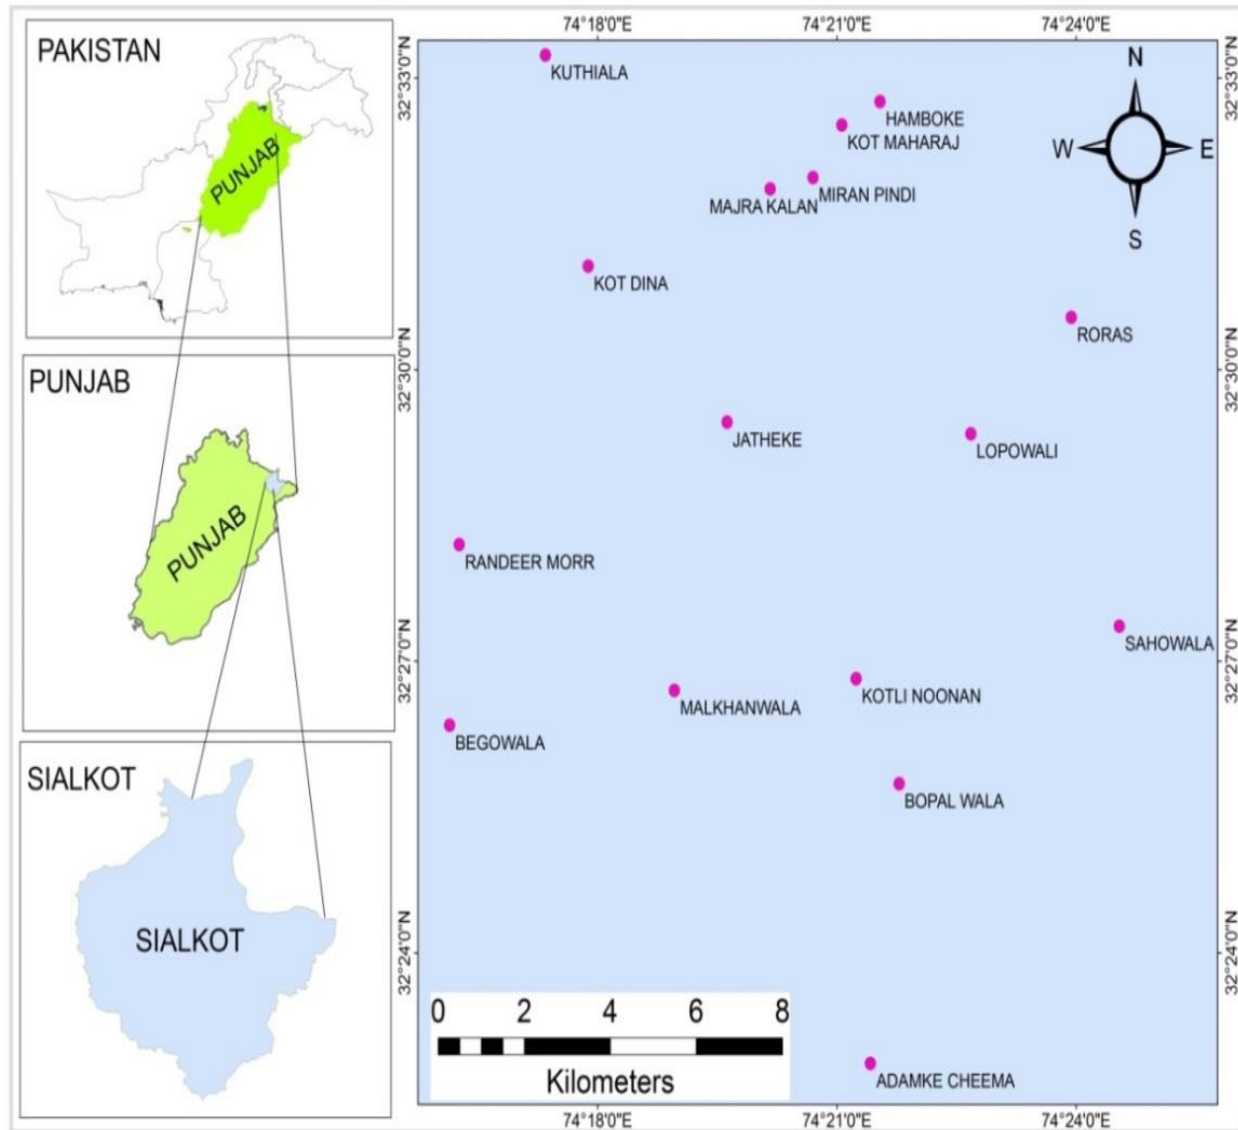 PAKISTAN
PUNJAB
PUNJAB
PUNJAB
SIALKOT
SIALKOT
74°18'0"E
74°21'0"E
74°24'0"E
32°33'0"N
32°30'0"N
32°27'0"N
32°24'0"N
KUTHIALA
HAMBOKE
KOT MAHARAJ
MIRAN PINDI
MAJRA KALAN
KOT DINA
RORAS
JATHEKE
LOPOWALI
RANDEER MORR
SAHOWALA
KOTLI NOONAN
MALKHANWALA
BEGOWALA
BOPAL WALA
ADAMKE CHEEMA
N
W
E
S
32°33'0"N
32°30'0"N
32°27'0"N
32°24'0"N
0 2 4 6 8
Kilometers
74°18'0"E
74°21'0"E
74°24'0"E